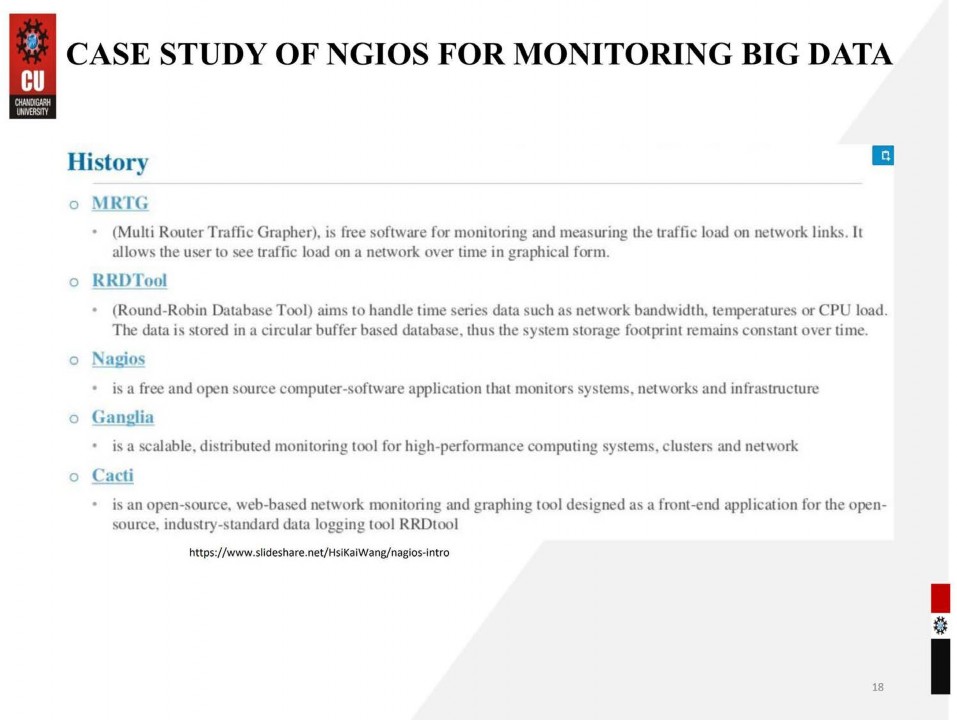 CU
CHANDIGARH
UNIVERSITY
CASE STUDY OF NGIOS FOR MONITORING BIG DATA
History
MRTG
(Multi Router Traffic Grapher), is free software for monitoring and measuring the traffic load on network links. It
allows the user to see traffic load on a network over time in graphical form.
RRDTool
(Round-Robin Database Tool) aims to handle time series data such as network bandwidth, temperatures or CPU load.
The data is stored in a circular buffer based database, thus the system storage footprint remains constant over time.
Nagios
is a free and open source computer-software application that monitors systems, networks and infrastructure
Ganglia
is a scalable, distributed monitoring tool for high-performance computing systems, clusters and network
Cacti
is an open-source, web-based network monitoring and graphing tool designed as a front-end application for the open-
source, industry-standard data logging tool RRDtool
https://www.slideshare.net/HsiKaiWang/nagios-intro
18